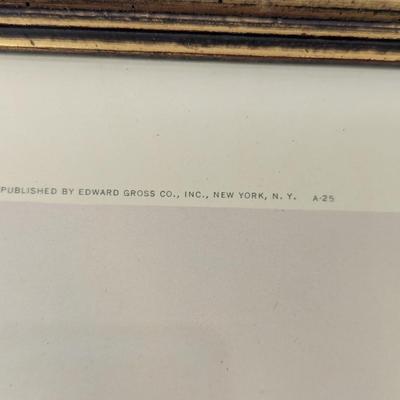 PUBLISHED BY EDWARD GROSS CO., INC., NEW YORK, N. Y. A-25